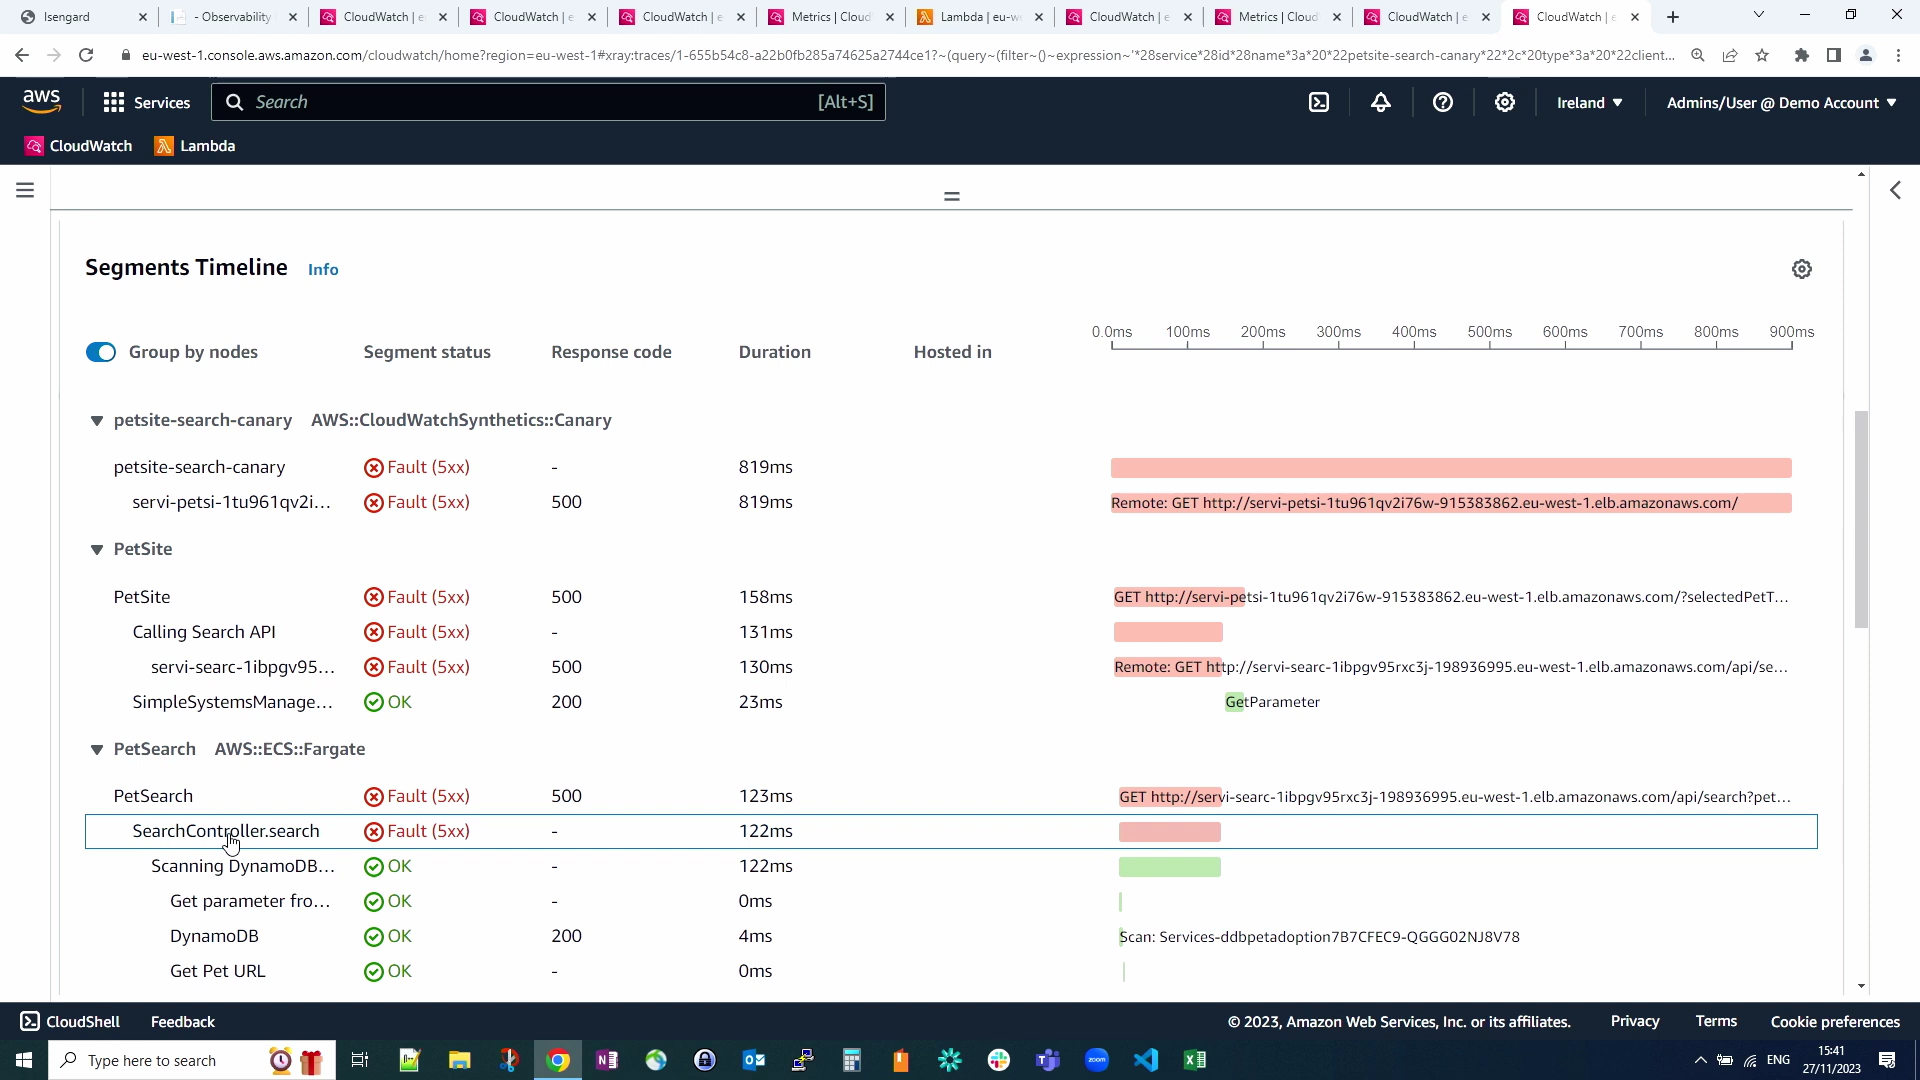 Isengard
- Observability
CloudWatch | e
CloudWatch | e
CloudWatch | e
Metrics | Cloud
Lambda | eu-w
CloudWatch | e
Metrics | Cloud
CloudWatch | e
CloudWatch | e
eu-west-1.console.aws.amazon.com/cloudwatch/home?region=eu-west-1#xray:traces/1-655b54c8-a22b0fb285a74625a2744ce1?~(query~(filter~()~expression~'*28service*28id*28name*3a*20*22petsite-search-canary*22*2c*20type*3a*20*22client...
aws
Services
Search
[Alt+S]
Ireland
Admins/User @ Demo Account
CloudWatch
Lambda
Segments Timeline
Info
0.0ms 100ms 200ms 300ms 400ms 500ms 600ms 700ms 800ms 900ms
Group by nodes Segment status Response code Duration Hosted in
petsite-search-canary AWS::CloudWatchSynthetics::Canary
petsite-search-canary Fault (5xx) - 819ms
servi-petsi-1tu961qv2i... Fault (5xx) 500 819ms Remote: GET http://servi-petsi-1tu961qv2i76w-915383862.eu-west-1.elb.amazonaws.com/
PetSite
PetSite Fault (5xx) 500 158ms GET http://servi-petsi-1tu961qv2i76w-915383862.eu-west-1.elb.amazonaws.com/?selectedPetT...
Calling Search API Fault (5xx) - 131ms
servi-searc-1ibpgv95... Fault (5xx) 500 130ms Remote: GET http://servi-searc-1ibpgv95rxc3j-198936995.eu-west-1.elb.amazonaws.com/api/se...
SimpleSystemsManage... OK 200 23ms GetParameter
PetSearch AWS::ECS::Fargate
PetSearch Fault (5xx) 500 123ms GET http://servi-searc-1ibpgv95rxc3j-198936995.eu-west-1.elb.amazonaws.com/api/search?pet...
SearchController.search Fault (5xx) - 122ms
Scanning DynamoDB... OK - 122ms
Get parameter fro... OK - 0ms
DynamoDB OK 200 4ms Scan: Services-ddbpetadoption7B7CFEC9-QGGG02NJ8V78
Get Pet URL OK - 0ms
CloudShell
Feedback
© 2023, Amazon Web Services, Inc. or its affiliates.
Privacy
Terms
Cookie preferences
Type here to search
zoom
ENG
15:41
27/11/2023